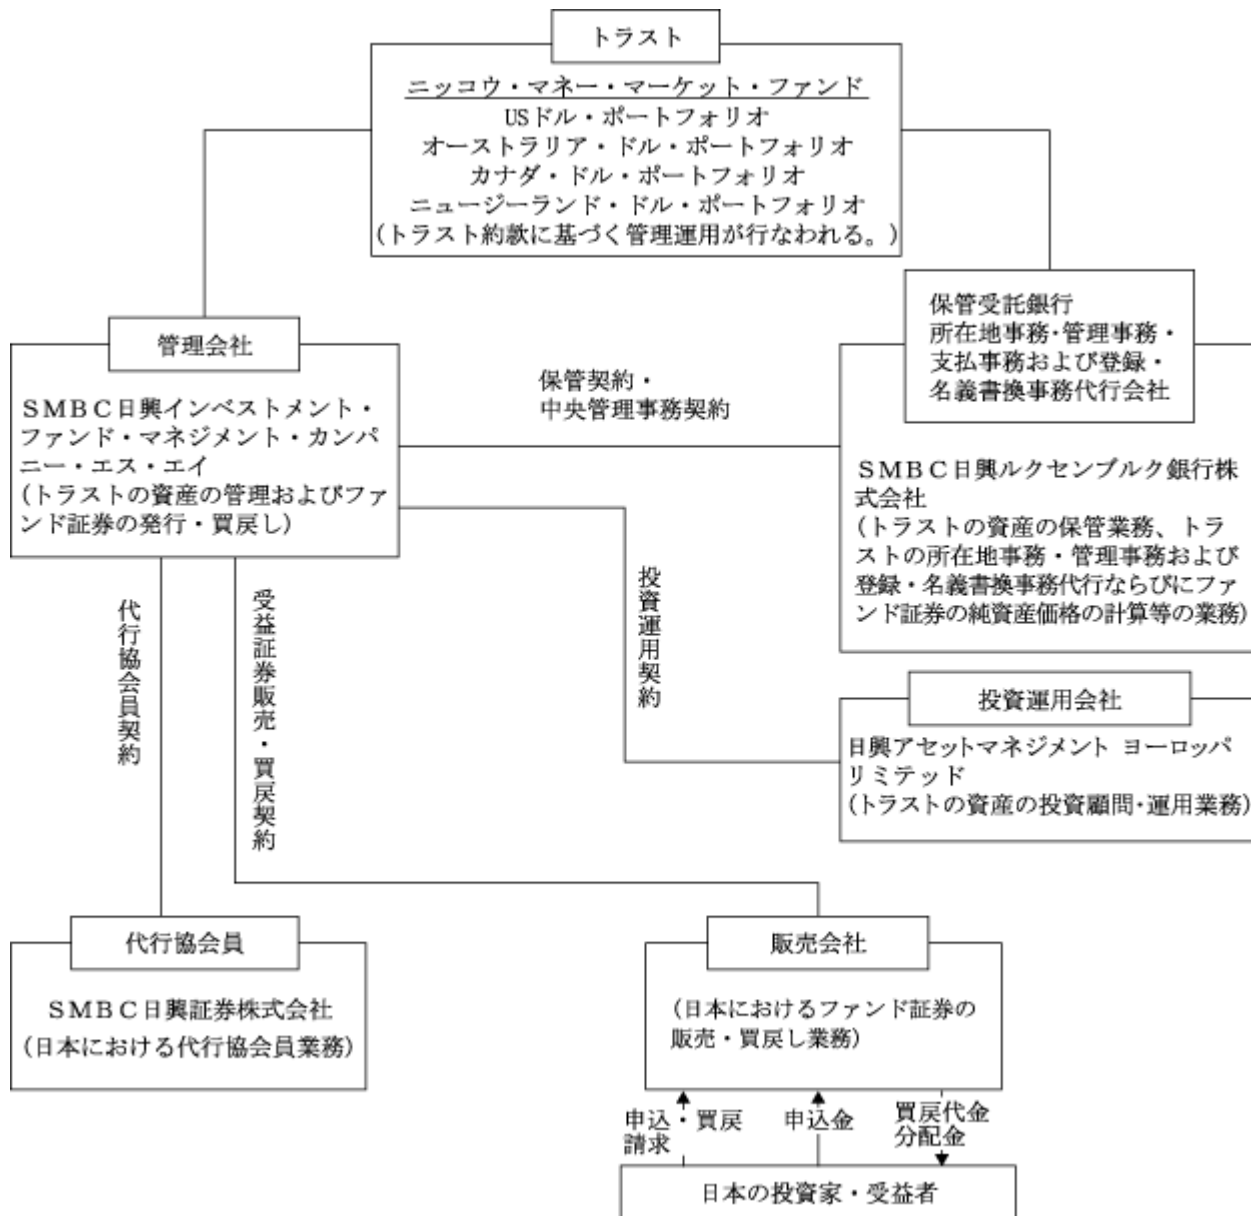 トラスト
ニッコウ・マネー・マーケット・ファンド
USドル・ポートフォリオ
オーストラリア・ドル・ポートフォリオ
カナダ・ドル・ポートフォリオ
ニュージーランド・ドル・ポートフォリオ
(トラスト約款に基づく管理運用が行なわれる。)
管理会社
SMBC日興インベストメント・
ファンド・マネジメント・カンパ
ニー・エス・エイ
(トラストの資産の管理およびファ
ンド証券の発行・買戻し)
保管契約・
中央管理事務契約
保管受託銀行
所在地事務・管理事務・
支払事務および登録・
名義書換事務代行会社
SMBC日興ルクセンブルク銀行株
式会社
(トラストの資産の保管業務、トラ
ストの所在地事務・管理事務および
登録・名義書換事務代行ならびにファ
ンド証券の純資産価格の計算等の業務)
代行協会員契約
受益証券販売・買戻契約
投資運用契約
投資運用会社
日興アセットマネジメント ヨーロッパ
リミテッド
(トラストの資産の投資顧問・運用業務)
代行協会員
SMBC日興証券株式会社
(日本における代行協会員業務)
販売会社
(日本におけるファンド証券の
販売・買戻し業務)
申込・買戻
請求
申込金
買戻代金
分配金
日本の投資家・受益者